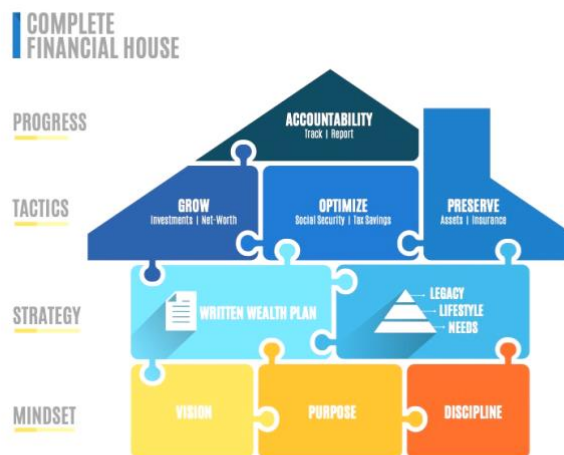 COMPLETE
FINANCIAL HOUSE
PROGRESS
ACCOUNTABILITY
Track | Report
TACTICS
GROW
Investments | Net-Worth
OPTIMIZE
Social Security | Tax Savings
PRESERVE
Assets | Insurance
STRATEGY
WRITTEN WEALTH PLAN
LEGACY
LIFESTYLE
NEEDS
MINDSET
VISION
PURPOSE
DISCIPLINE